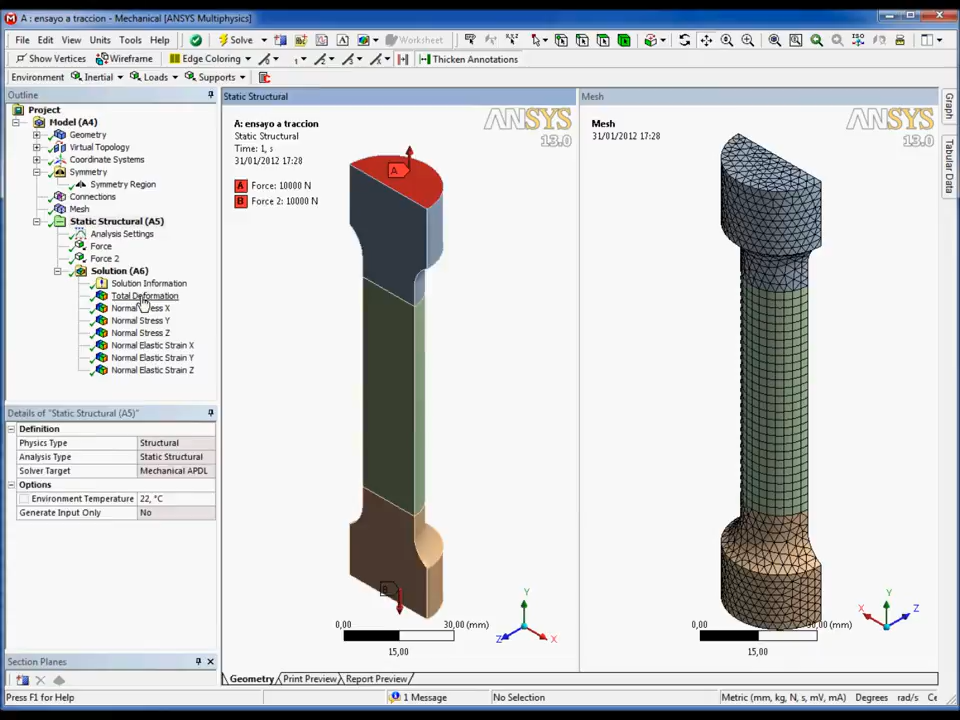 A : ensayo a traccion - Mechanical [ANSYS Multiphysics]
File Edit View Units Tools Help Solve Worksheet
Show Vertices Wireframe Edge Coloring Thicken Annotations
Environment Inertial Loads Supports
Outline
Project
Model (A4)
Geometry
Virtual Topology
Coordinate Systems
Symmetry
Symmetry Region
Connections
Mesh
Static Structural (A5)
Analysis Settings
Force
Force 2
Solution (A6)
Solution Information
Total Deformation
Normal Stress X
Normal Stress Y
Normal Stress Z
Normal Elastic Strain X
Normal Elastic Strain Y
Normal Elastic Strain Z
Details of "Static Structural (A5)"
Definition
Physics Type Structural
Analysis Type Static Structural
Solver Target Mechanical APDL
Options
Environment Temperature 22, °C
Generate Input Only No
Section Planes
Static Structural
A: ensayo a traccion
Static Structural
Time: 1, s
31/01/2012 17:28
A Force: 10000 N
B Force 2: 10000 N
ANSYS
13.0
A
B
0,00 30,00 (mm)
15,00
Y
Z X
Mesh
Mesh
31/01/2012 17:28
ANSYS
13.0
0,00 (mm)
15,00
Y
X Z
Graph
Tabular Data
Geometry Print Preview Report Preview
Press F1 for Help 1 Message No Selection Metric (mm, kg, N, s, mV, mA) Degrees rad/s Ce